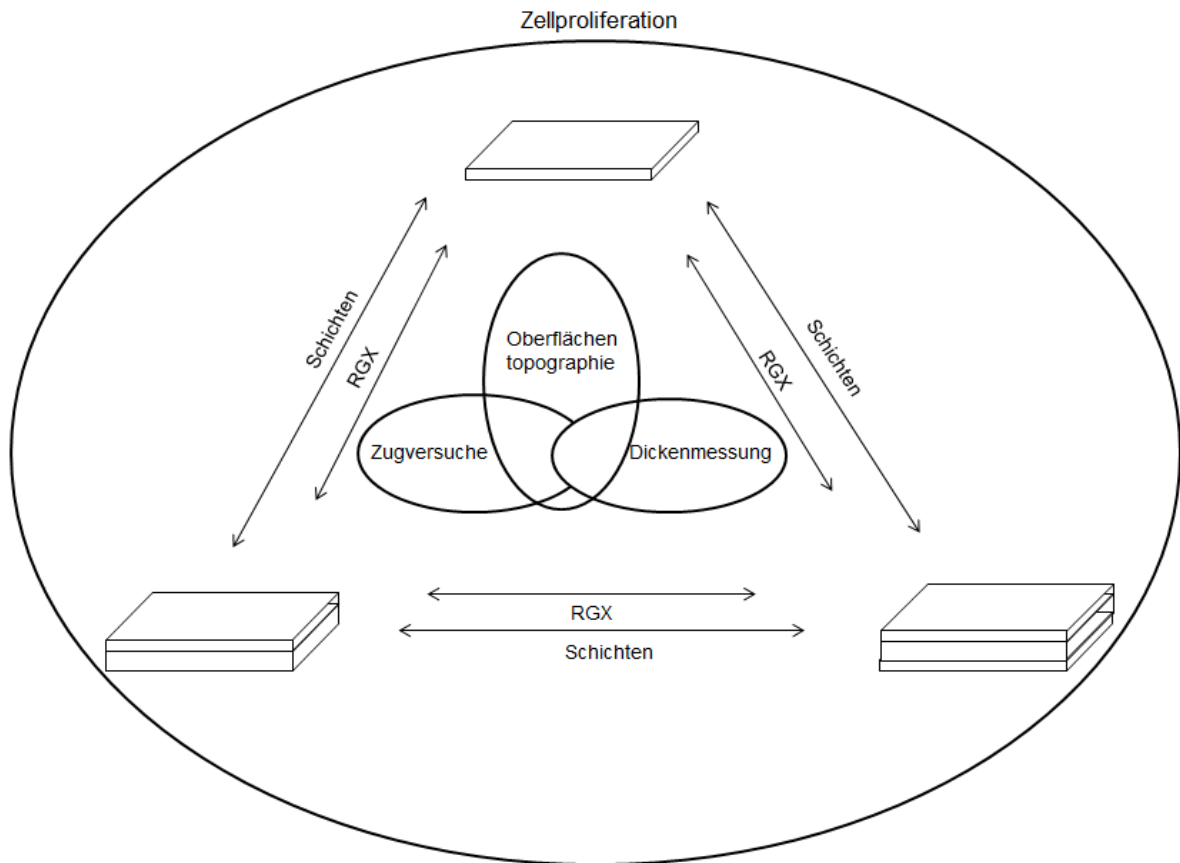 Zellproliferation
Schichten
RGX
Oberflächen
topographie
Schichten
RGX
Zugversuche
Dickenmessung
RGX
Schichten